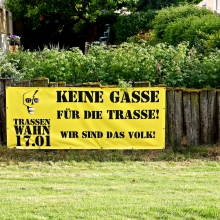 KEINE GASSE
FÜR DIE TRASSE!
WIR SIND DAS VOLK!
TRASSEN
WAHN
17.01